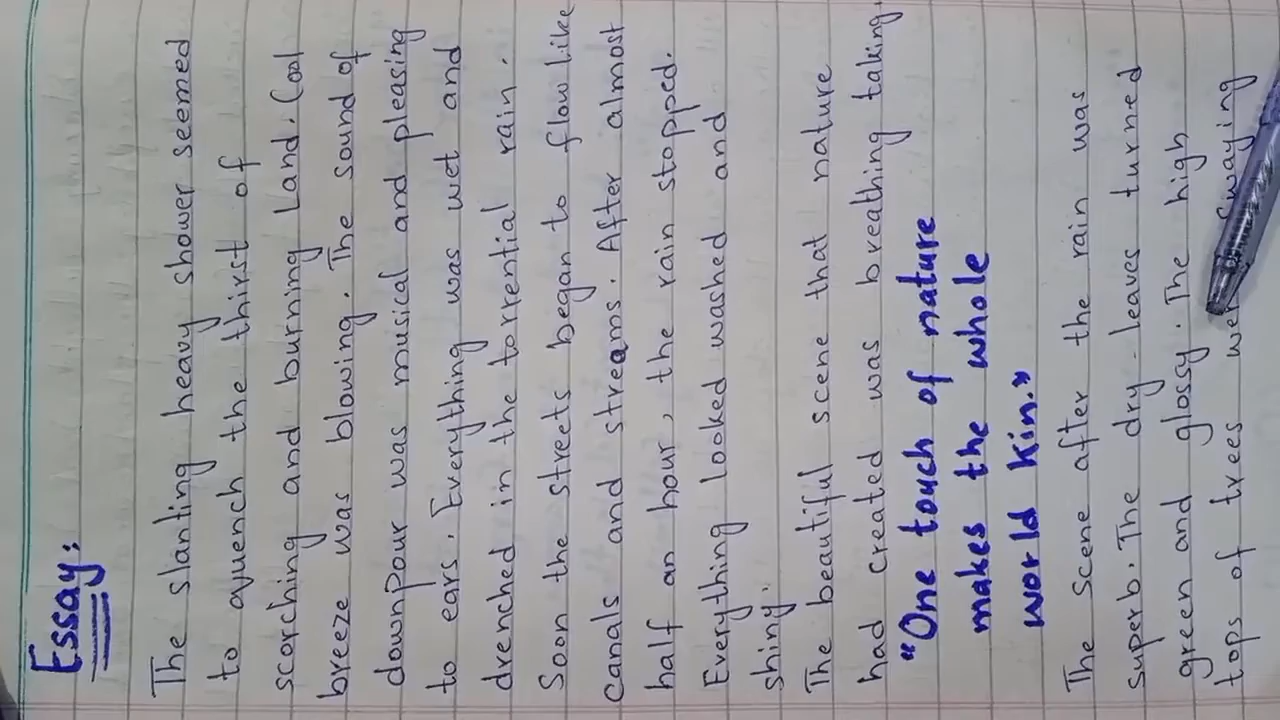 Essay:
The slanting heavy shower seemed
to quench the thirst of
scorching and burning Land. Cool
breeze was blowing. The sound of
downpour was musical and pleasing
to ears. Everything was wet and
drenched in the torrential rain.
Soon the streets began to flow like
Canals and streams. After almost
half an hour, the rain stopped.
Everything looked washed and
shiny.
The beautiful scene that nature
had created was breathing taking.
"One touch of nature
makes the whole
world kin."
The scene after the rain was
superb. The dry leaves turned
green and glossy. The high
tops of trees swaying